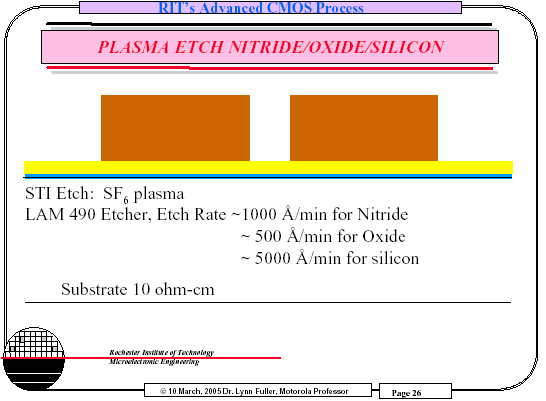 RIT's Advanced CMOS Process
PLASMA ETCH NITRIDE/OXIDE/SILICON
STI Etch: SF6 plasma
LAM 490 Etcher, Etch Rate ~1000 Å/min for Nitride
~ 500 Å/min for Oxide
~ 5000 Å/min for silicon
Substrate 10 ohm-cm
Rochester Institute of Technology
Microelectronic Engineering
© 10 March, 2005 Dr. Lynn Fuller, Motorola Professor
Page 26